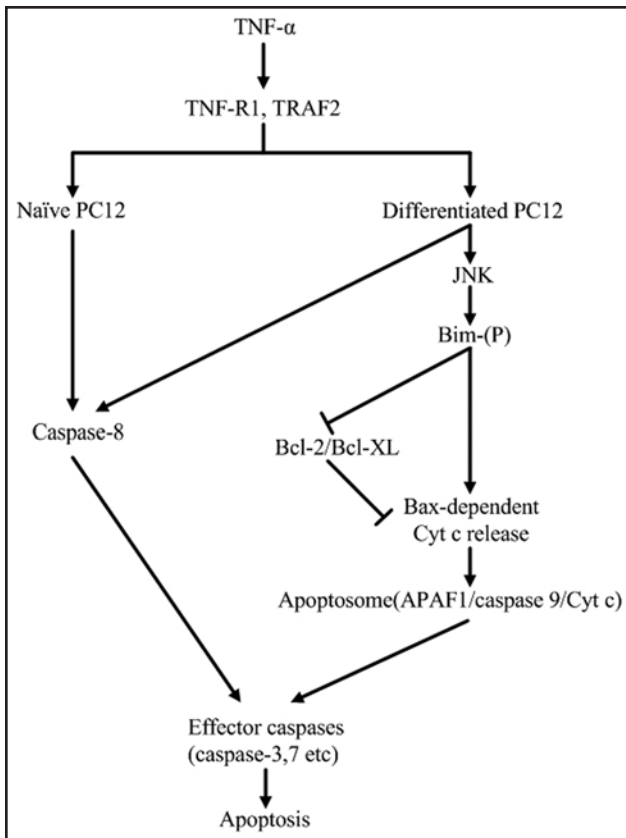 TNF-α
TNF-R1, TRAF2
Naïve PC12
Differentiated PC12
JNK
Bim-(P)
Caspase-8
Bcl-2/Bcl-XL
Bax-dependent
Cyt c release
Apoptosome(APAF1/caspase 9/Cyt c)
Effector caspases
(caspase-3,7 etc)
Apoptosis